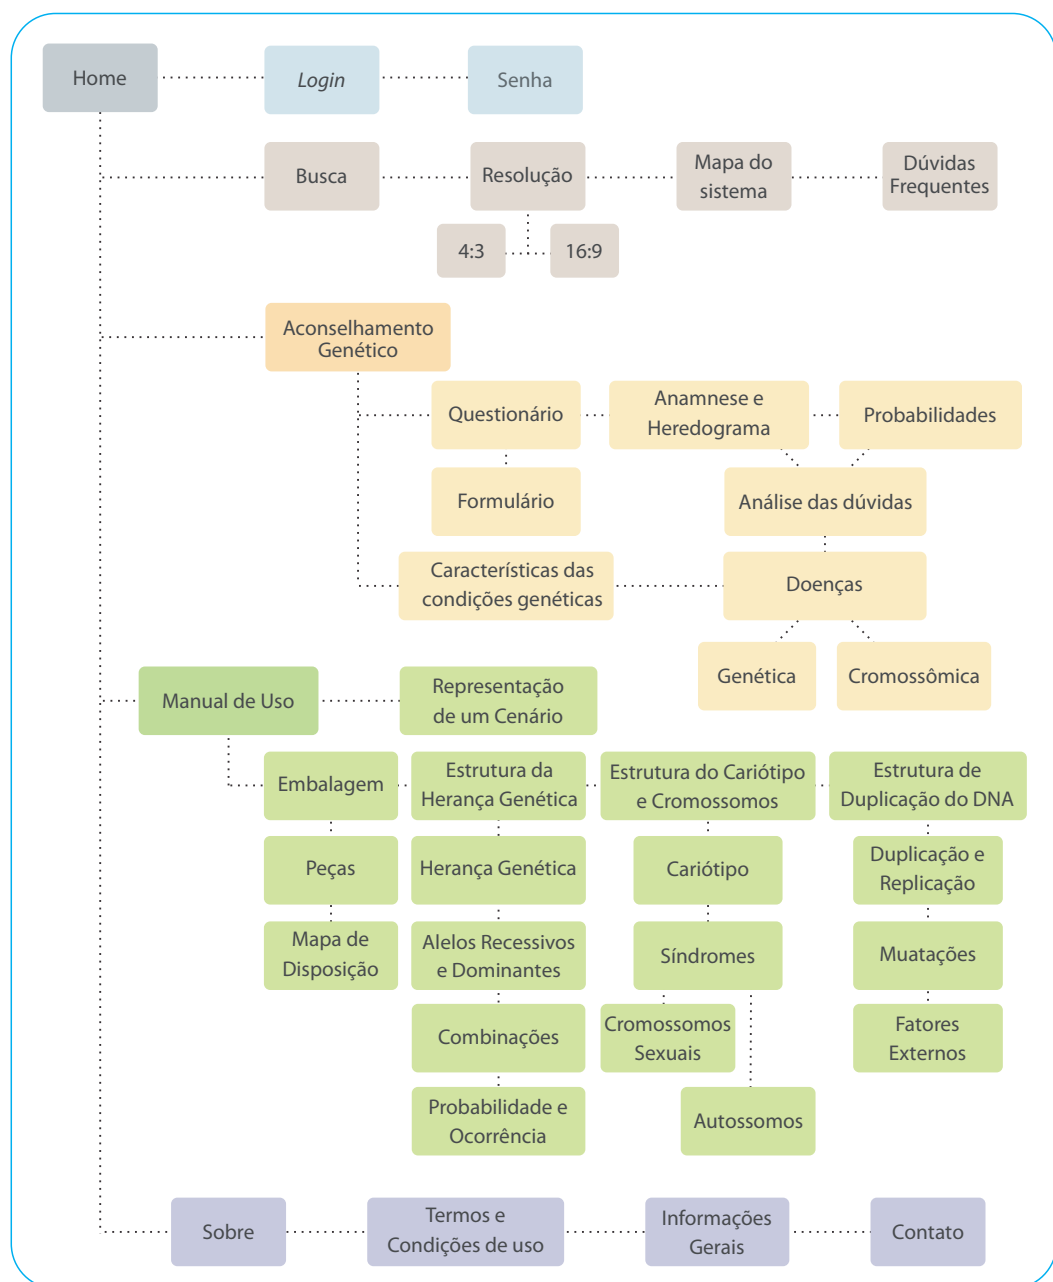 Home
Login
Senha
Busca
Resolução
Mapa do
sistema
Dúvidas
Frequentes
4:3
16:9
Aconselhamento
Genético
Questionário
Anamnese e
Heredograma
Probabilidades
Formulário
Análise das dúvidas
Características das
condições genéticas
Doenças
Genética
Cromossômica
Manual de Uso
Representação
de um Cenário
Embalagem
Estrutura da
Herança Genética
Estrutura do Cariótipo
e Cromossomos
Estrutura de
Duplicação do DNA
Peças
Herança Genética
Cariótipo
Duplicação e
Replicação
Mapa de
Disposição
Alelos Recessivos
e Dominantes
Síndromes
Muatações
Combinações
Cromossomos
Sexuais
Fatores
Externos
Probabilidade e
Ocorrência
Autossomos
Sobre
Termos e
Condições de uso
Informações
Gerais
Contato